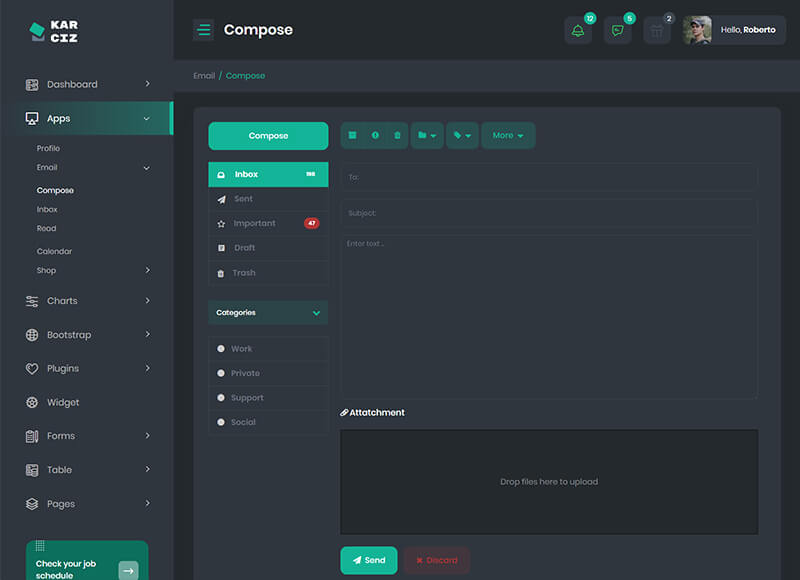 KAR
CIZ
Compose
12
5
2
Hello, Roberto
Email / Compose
Dashboard
Apps
Profile
Email
Compose
Inbox
Read
Calendar
Shop
Charts
Bootstrap
Plugins
Widget
Forms
Table
Pages
Check your job
schedule
Compose
Inbox
Sent
Important 47
Draft
Trash
Categories
Work
Private
Support
Social
More
To:
Subject:
Enter text ..
Attatchment
Drop files here to upload
Send
Discard